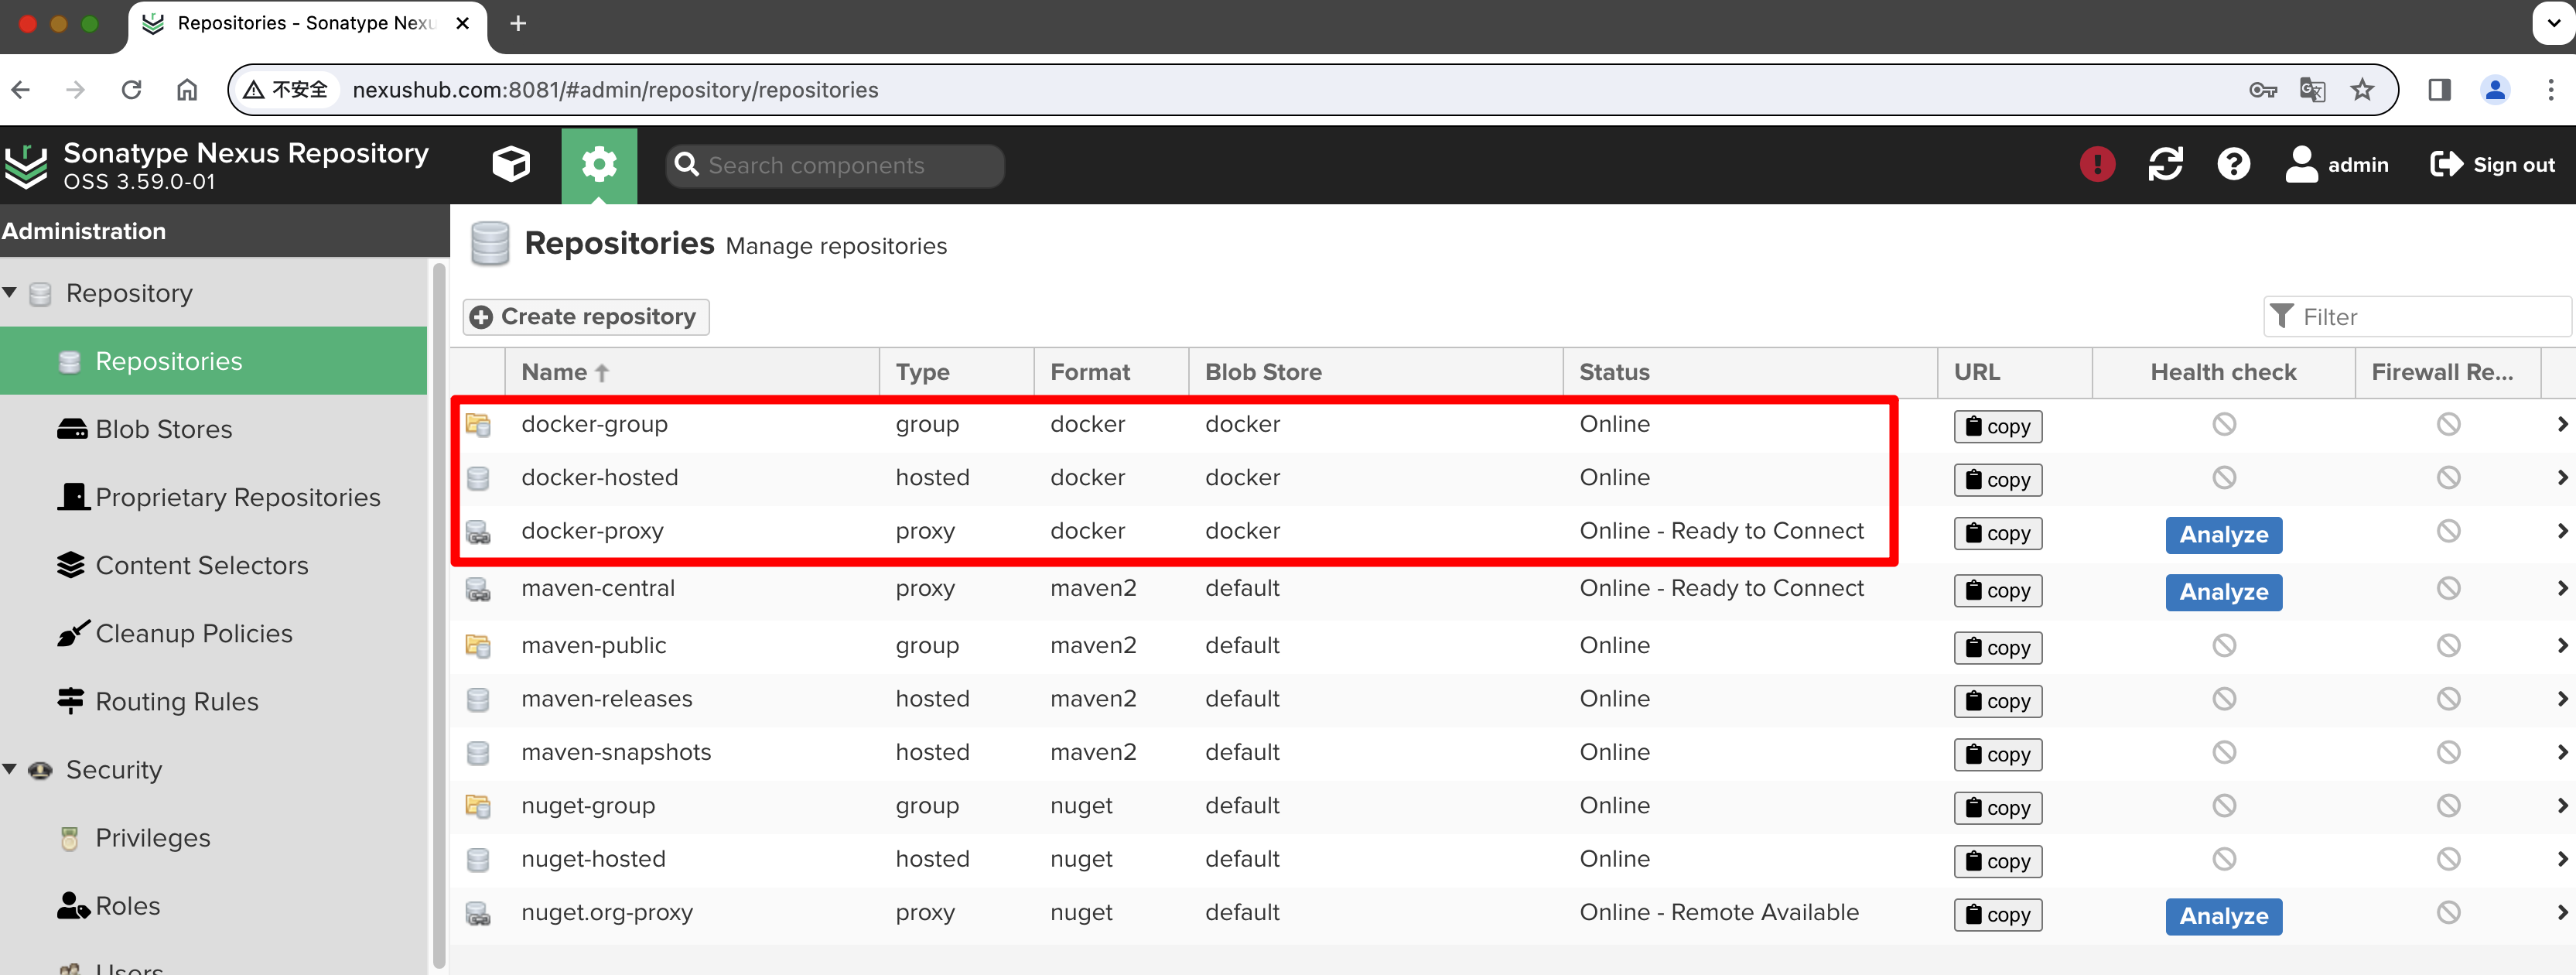 Repositories - Sonatype Nexu
不安全 nexushub.com:8081/#admin/repository/repositories
Sonatype Nexus Repository
OSS 3.59.0-01
Search components
admin Sign out
Administration
Repository
Repositories
Blob Stores
Proprietary Repositories
Content Selectors
Cleanup Policies
Routing Rules
Security
Privileges
Roles
Users
Repositories Manage repositories
Create repository
Filter
Name Type Format Blob Store Status URL Health check Firewall Re...
docker-group group docker docker Online copy
docker-hosted hosted docker docker Online copy
docker-proxy proxy docker docker Online - Ready to Connect copy Analyze
maven-central proxy maven2 default Online - Ready to Connect copy Analyze
maven-public group maven2 default Online copy
maven-releases hosted maven2 default Online copy
maven-snapshots hosted maven2 default Online copy
nuget-group group nuget default Online copy
nuget-hosted hosted nuget default Online copy
nuget.org-proxy proxy nuget default Online - Remote Available copy Analyze